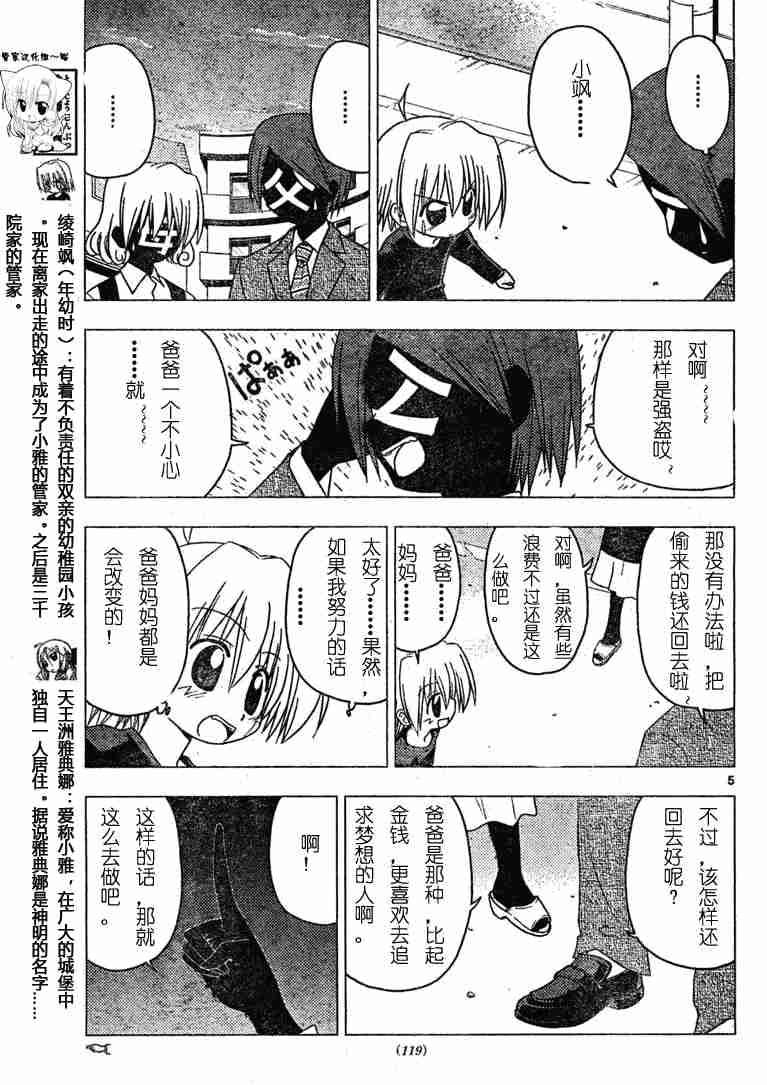 ……
小飒
……
……
……
父
母
对啊~~~~
那样是强盗哎~
爸爸一个不小心
……就~~~
ぱぁぁ
父
那没有办法啦,把
偷来的钱还回去啦~
对啊,虽然有些
浪费不过还是这
么做吧。
爸爸……
妈妈……
太好了……果然,
如果我努力的话
……
爸爸妈妈都是
会改变的!
5
不过,该怎样还
回去好呢?
爸爸是那种,比起
金钱,更喜欢去追
求梦想的人啊。
啊!
这样的话,那就
这么去做吧。
(119)
管家汉化组~蝎
绫崎飒(年幼时):有着不负责任的双亲的幼稚园小孩
。现在离家出走的途中成为了小雅的管家。之后是三千
院家的管家。
天王洲雅典娜:爱称小雅,在广大的城堡中
独自一人居住。据说雅典娜是神明的名字……